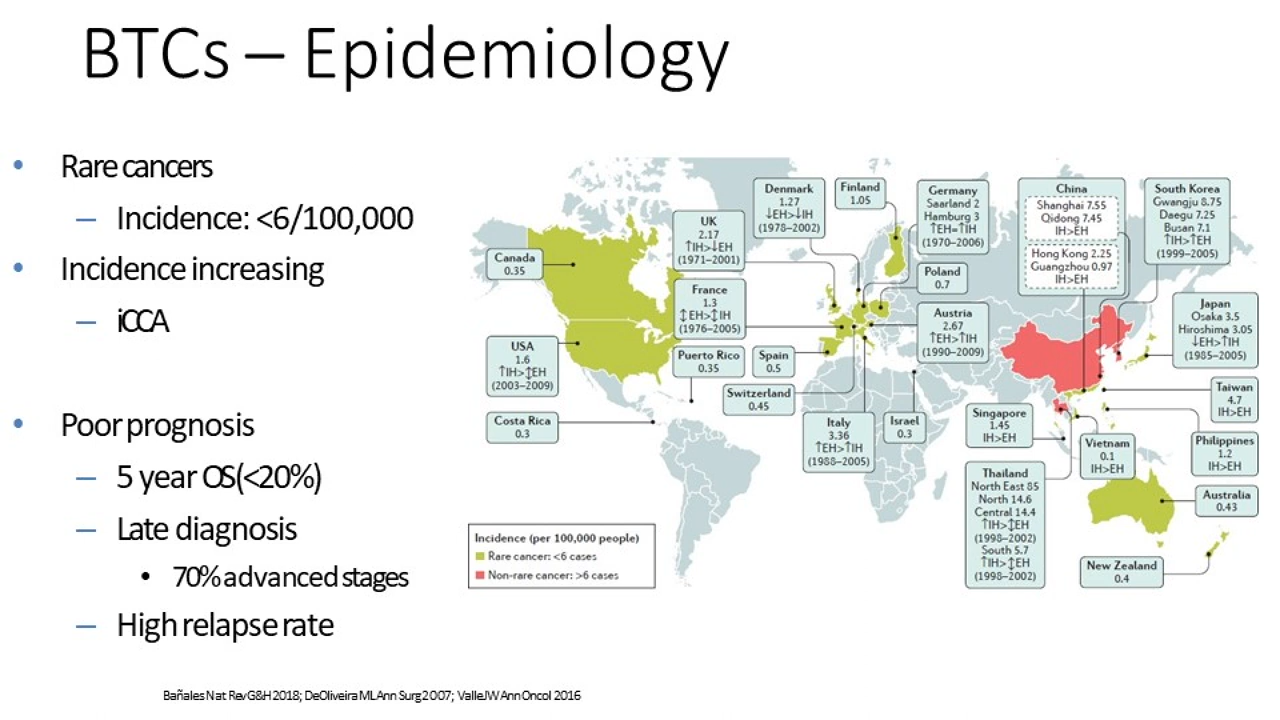 BTCs – Epidemiology
• Rare cancers
– Incidence: <6/100,000
• Incidence increasing
– iCCA
• Poor prognosis
– 5 year OS(<20%)
– Late diagnosis
• 70% advanced stages
– High relapse rate
Canada
0.35
USA
1.6
↑IH>↕EH
(2003–2009)
Costa Rica
0.3
UK
2.17
↑IH>↓EH
(1971–2001)
France
1.3
↕EH>↕IH
(1976–2005)
Puerto Rico
0.35
Denmark
1.27
↓EH>↓IH
(1978–2002)
Finland
1.05
Germany
Saarland 2
Hamburg 3
↑EH=↑IH
(1970–2006)
Poland
0.7
Austria
2.67
↑EH>↑IH
(1990–2009)
Spain
0.5
Switzerland
0.45
Italy
3.36
↑EH>↑IH
(1988–2005)
Israel
0.3
China
Shanghai 7.55
Qidong 7.45
IH>EH
Hong Kong 2.25
Guangzhou 0.97
IH>EH
South Korea
Gwangju 8.75
Daegu 7.25
Busan 7.1
↑IH>↑EH
(1999–2005)
Japan
Osaka 3.5
Hiroshima 3.05
↓EH>↑IH
(1985–2005)
Taiwan
4.7
IH>EH
Singapore
1.45
IH>EH
Vietnam
0.1
IH>EH
Philippines
1.2
IH>EH
Thailand
North East 85
North 14.6
Central 14.4
↑IH>↕EH
(1998–2002)
South 5.7
↑IH>↕EH
(1998–2002)
Australia
0.43
New Zealand
0.4
Incidence (per 100,000 people)
Rare cancer: <6 cases
Non-rare cancer: >6 cases
Bañales Nat Rev G&H 2018; DeOliveira ML Ann Surg 2007; Valle JW Ann Oncol 2016